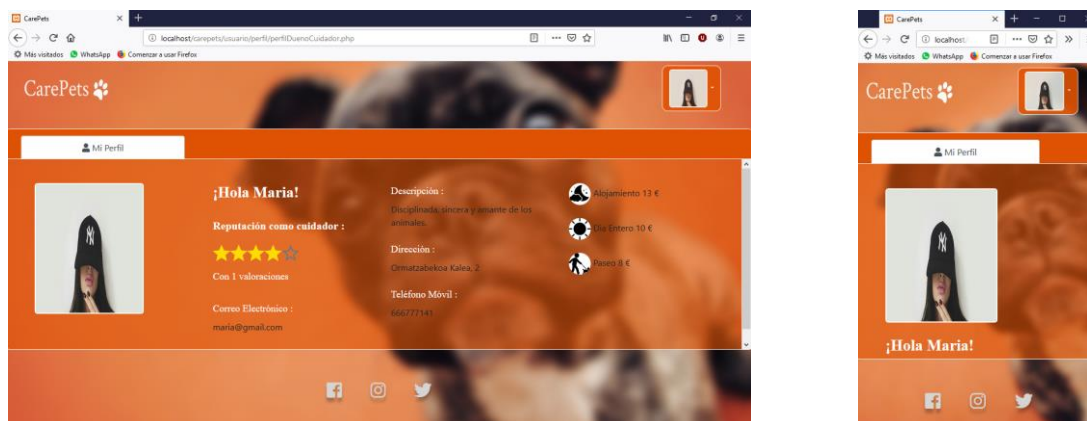 CarePets
localhost/carepets/usuario/perfil/perfilDuenoCuidador.php
Más visitados WhatsApp Comenzar a usar Firefox
CarePets
Mi Perfil
¡Hola Maria!
Reputación como cuidador :
Con 1 valoraciones
Correo Electrónico :
maria@gmail.com
Descripción :
Disciplinada, sincera y amante de los
animales.
Dirección :
Ormatzabekoa Kalea, 2
Teléfono Móvil :
666777141
Alojamiento 13 €
Dia Entero 10 €
Paseo 8 €
CarePets
localhost
Más visitados WhatsApp Comenzar a usar Firefox
CarePets
Mi Perfil
¡Hola Maria!